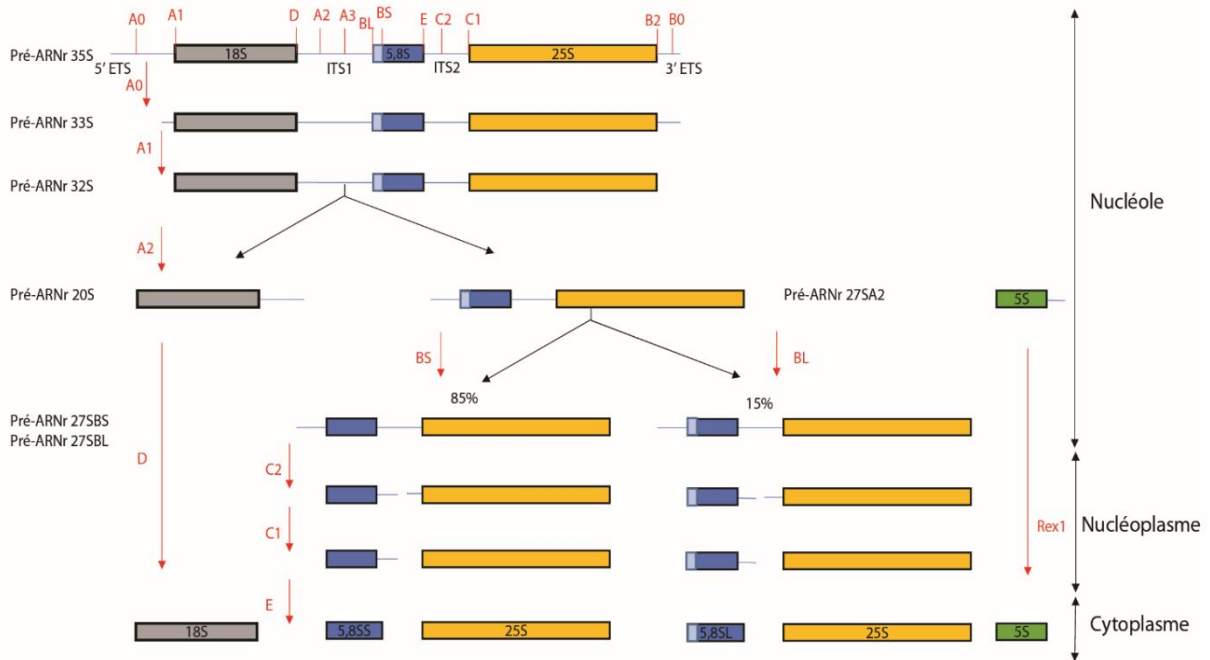 A0 A1 D A2 A3 BL BS E C2 C1 B2 B0
Pré-ARNr 35S 18S 5,8S 25S
5' ETS ITS1 ITS2 3' ETS
A0
Pré-ARNr 33S
A1
Pré-ARNr 32S
Nucléole
A2
Pré-ARNr 20S
Pré-ARNr 27SA2
5S
BS
BL
85%
15%
Pré-ARNr 27SBS
Pré-ARNr 27SBL
D
C2
C1
Rex1
Nucléoplasme
E
18S 5,8SS 25S 5,8SL 25S 5S
Cytoplasme